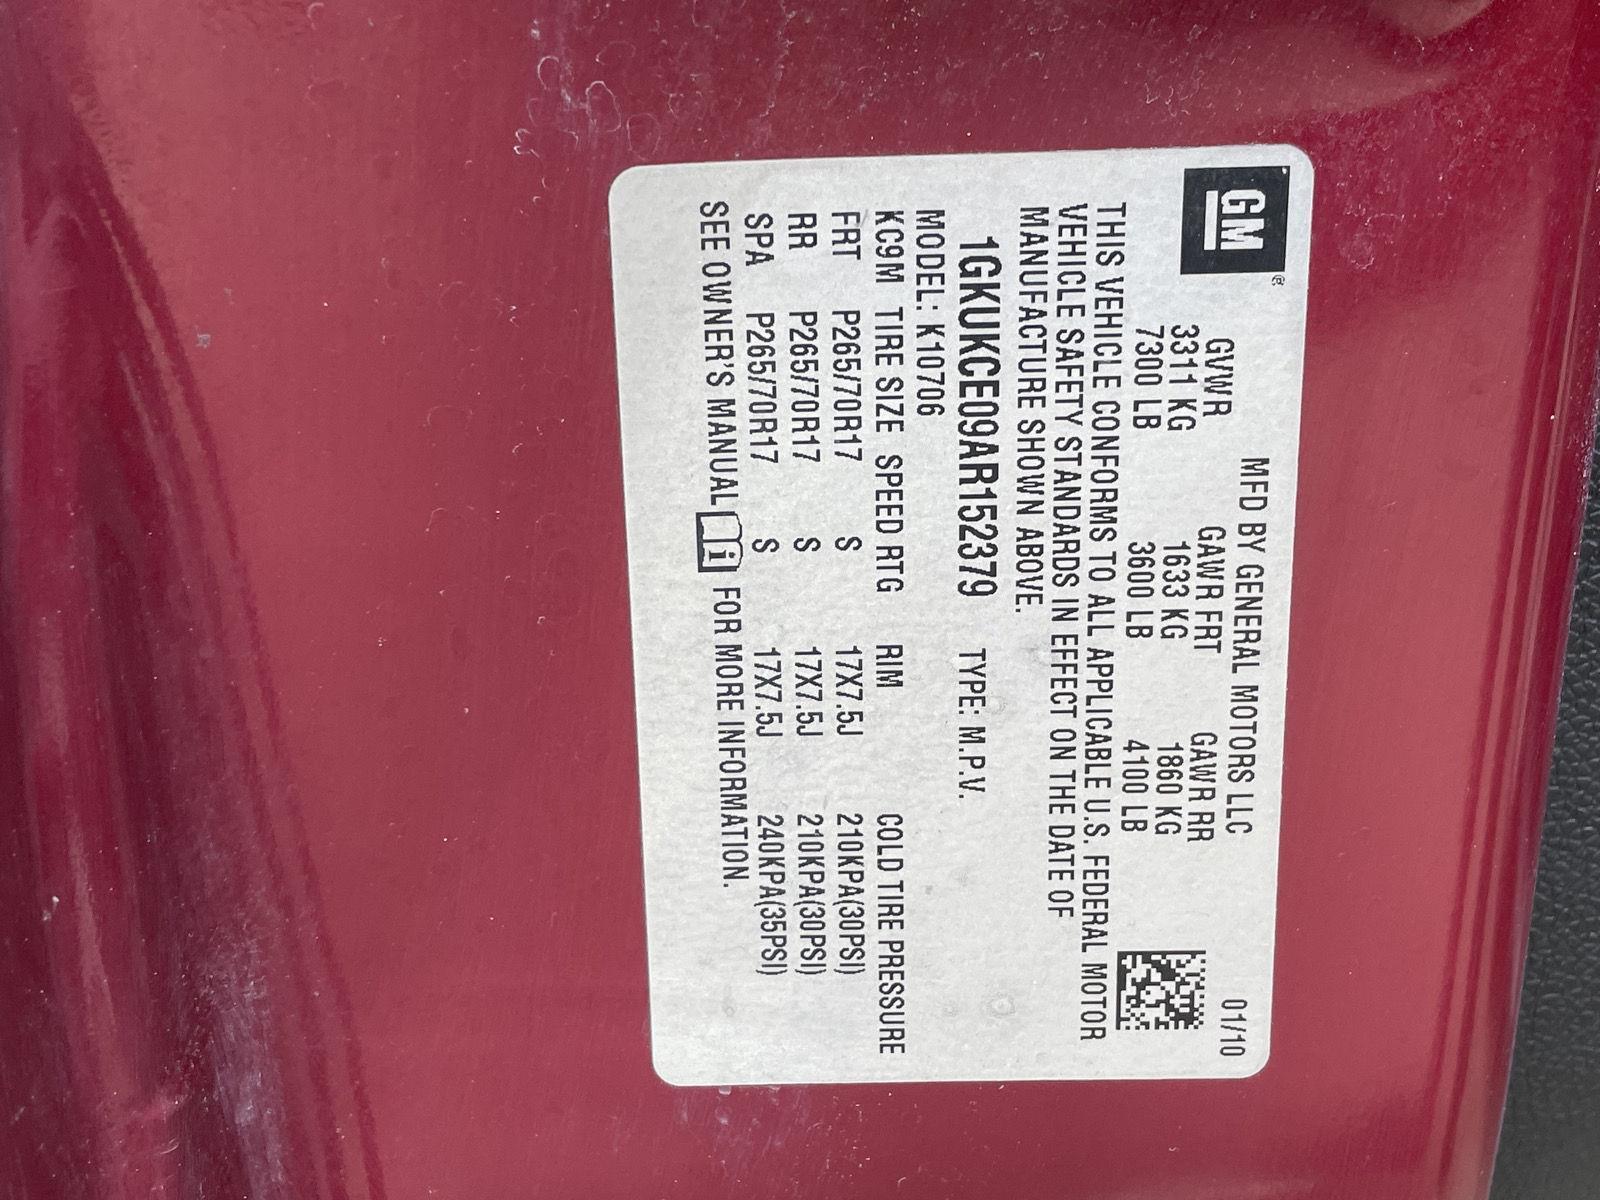 GM®
MFD BY GENERAL MOTORS LLC 01/10
GVWR GAWR FRT GAWR RR
3311 KG 1633 KG 1860 KG
7300 LB 3600 LB 4100 LB
THIS VEHICLE CONFORMS TO ALL APPLICABLE U.S. FEDERAL MOTOR
VEHICLE SAFETY STANDARDS IN EFFECT ON THE DATE OF
MANUFACTURE SHOWN ABOVE.
1GKUKCE09AR152379 TYPE: M.P.V.
MODEL: K10706
KC9M TIRE SIZE SPEED RTG RIM COLD TIRE PRESSURE
FRT P265/70R17 S 17X7.5J 210KPA(30PSI)
RR P265/70R17 S 17X7.5J 210KPA(30PSI)
SPA P265/70R17 S 17X7.5J 240KPA(35PSI)
SEE OWNER'S MANUAL FOR MORE INFORMATION.